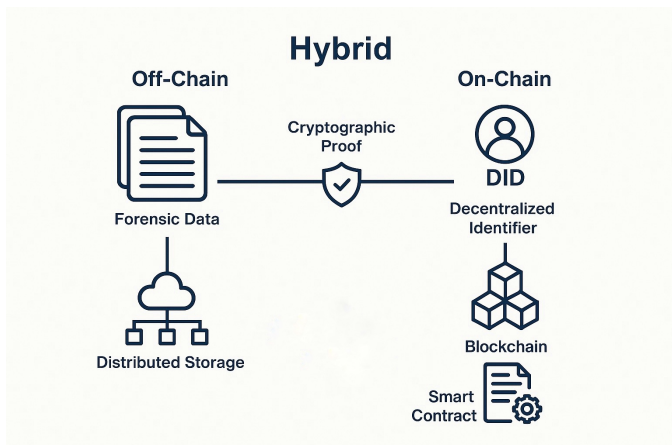 Hybrid
Off-Chain
On-Chain
Cryptographic
Proof
DID
Forensic Data
Decentralized
Identifier
Distributed Storage
Blockchain
Smart
Contract